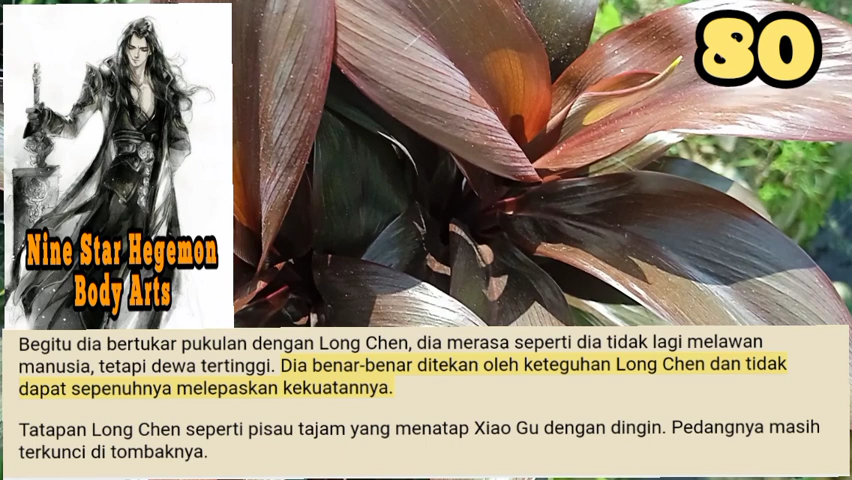 80
Nine Star Hegemon
Body Arts
Begitu dia bertukar pukulan dengan Long Chen, dia merasa seperti dia tidak lagi melawan
manusia, tetapi dewa tertinggi. Dia benar-benar ditekan oleh keteguhan Long Chen dan tidak
dapat sepenuhnya melepaskan kekuatannya.
Tatapan Long Chen seperti pisau tajam yang menatap Xiao Gu dengan dingin. Pedangnya masih
terkunci di tombaknya.